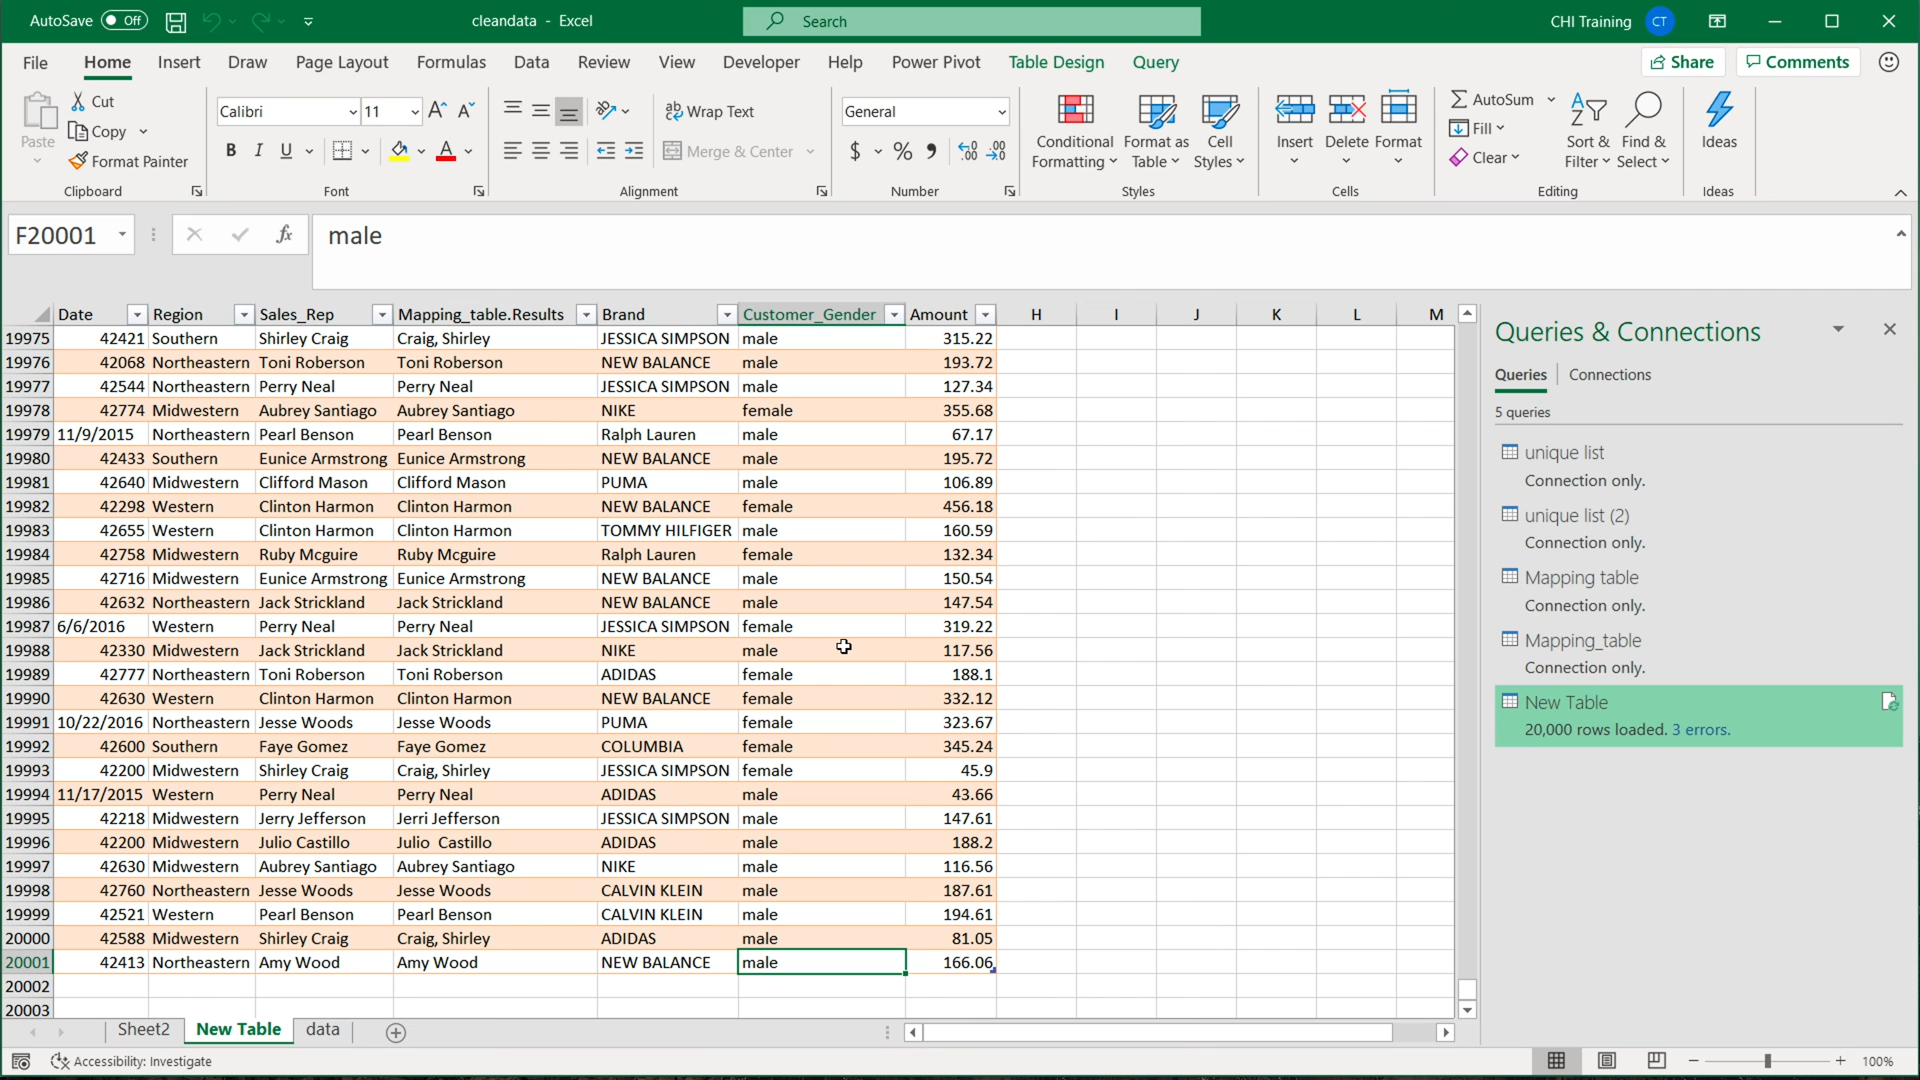 AutoSave Off cleandata - Excel Search CHI Training CT
File Home Insert Draw Page Layout Formulas Data Review View Developer Help Power Pivot Table Design Query Share Comments
Paste Cut Copy Format Painter
Clipboard
Calibri 11 A A
B I U A
Font
ab Wrap Text
Merge & Center
Alignment
General
$ % 9 .00 .00
Number
Conditional Formatting
Format as Table
Cell Styles
Styles
Insert Delete Format
Cells
AutoSum
Fill
Clear
Sort & Filter
Find & Select
Editing
Ideas
Ideas
F20001 fx male
Date Region Sales_Rep Mapping_table.Results Brand Customer_Gender Amount H I J K L M
19975 42421 Southern Shirley Craig Craig, Shirley JESSICA SIMPSON male 315.22
19976 42068 Northeastern Toni Roberson Toni Roberson NEW BALANCE male 193.72
19977 42544 Northeastern Perry Neal Perry Neal JESSICA SIMPSON male 127.34
19978 42774 Midwestern Aubrey Santiago Aubrey Santiago NIKE female 355.68
19979 11/9/2015 Northeastern Pearl Benson Pearl Benson Ralph Lauren male 67.17
19980 42433 Southern Eunice Armstrong Eunice Armstrong NEW BALANCE male 195.72
19981 42640 Midwestern Clifford Mason Clifford Mason PUMA male 106.89
19982 42298 Western Clinton Harmon Clinton Harmon NEW BALANCE female 456.18
19983 42655 Western Clinton Harmon Clinton Harmon TOMMY HILFIGER male 160.59
19984 42758 Midwestern Ruby Mcguire Ruby Mcguire Ralph Lauren female 132.34
19985 42716 Midwestern Eunice Armstrong Eunice Armstrong NEW BALANCE male 150.54
19986 42632 Northeastern Jack Strickland Jack Strickland NEW BALANCE male 147.54
19987 6/6/2016 Western Perry Neal Perry Neal JESSICA SIMPSON female 319.22
19988 42330 Midwestern Jack Strickland Jack Strickland NIKE male 117.56
19989 42777 Northeastern Toni Roberson Toni Roberson ADIDAS female 188.1
19990 42630 Western Clinton Harmon Clinton Harmon NEW BALANCE female 332.12
19991 10/22/2016 Northeastern Jesse Woods Jesse Woods PUMA female 323.67
19992 42600 Southern Faye Gomez Faye Gomez COLUMBIA female 345.24
19993 42200 Midwestern Shirley Craig Craig, Shirley JESSICA SIMPSON female 45.9
19994 11/17/2015 Western Perry Neal Perry Neal ADIDAS male 43.66
19995 42218 Midwestern Jerry Jefferson Jerri Jefferson JESSICA SIMPSON male 147.61
19996 42200 Midwestern Julio Castillo Julio  Castillo ADIDAS male 188.2
19997 42630 Midwestern Aubrey Santiago Aubrey Santiago NIKE male 116.56
19998 42760 Northeastern Jesse Woods Jesse Woods CALVIN KLEIN male 187.61
19999 42521 Western Pearl Benson Pearl Benson CALVIN KLEIN male 194.61
20000 42588 Midwestern Shirley Craig Craig, Shirley ADIDAS male 81.05
20001 42413 Northeastern Amy Wood Amy Wood NEW BALANCE male 166.06
20002
20003
Queries & Connections
Queries Connections
5 queries
unique list
Connection only.
unique list (2)
Connection only.
Mapping table
Connection only.
Mapping_table
Connection only.
New Table
20,000 rows loaded. 3 errors.
Sheet2 New Table data
Accessibility: Investigate 100%